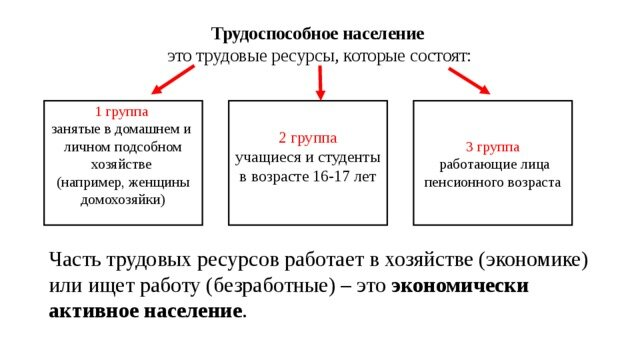 Трудоспособное население
это трудовые ресурсы, которые состоят:
1 группа
занятые в домашнем и
личном подсобном
хозяйстве
(например, женщины
домохозяйки)
2 группа
учащиеся и студенты
в возрасте 16-17 лет
3 группа
работающие лица
пенсионного возраста
Часть трудовых ресурсов работает в хозяйстве (экономике)
или ищет работу (безработные) – это экономически
активное население.